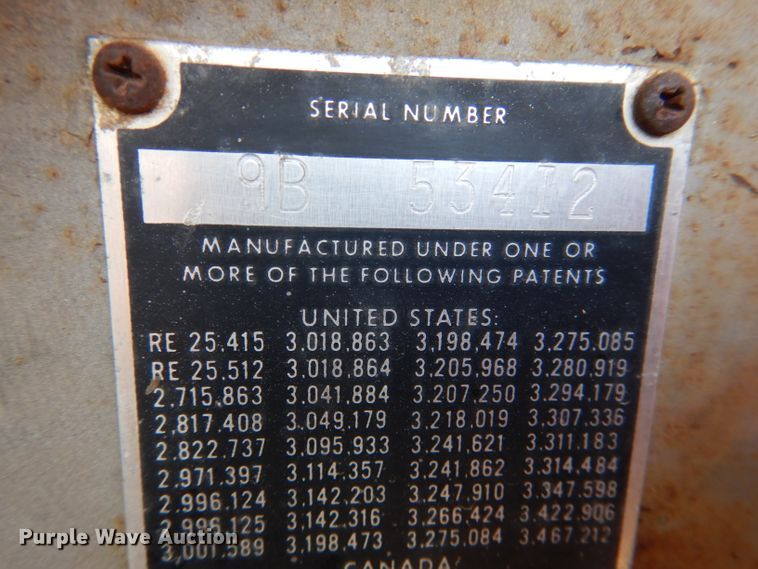 SERIAL NUMBER
9B 534I2
MANUFACTURED UNDER ONE OR
MORE OF THE FOLLOWING PATENTS
UNITED STATES:
RE 25,415 3,018,863 3,198,474 3,275,085
RE 25,512 3,018,864 3,205,968 3,280,919
2,715,863 3,041,884 3,207,250 3,294,179
2,817,408 3,049,179 3,218,019 3,307,336
2,822,737 3,095,933 3,241,621 3,311,183
2,971,397 3,114,357 3,241,862 3,314,484
2,996,124 3,142,203 3,247,910 3,347,598
2,996,125 3,142,316 3,266,424 3,422,906
3,001,589 3,198,473 3,275,084 3,467,212
CANADA
Purple Wave Auction